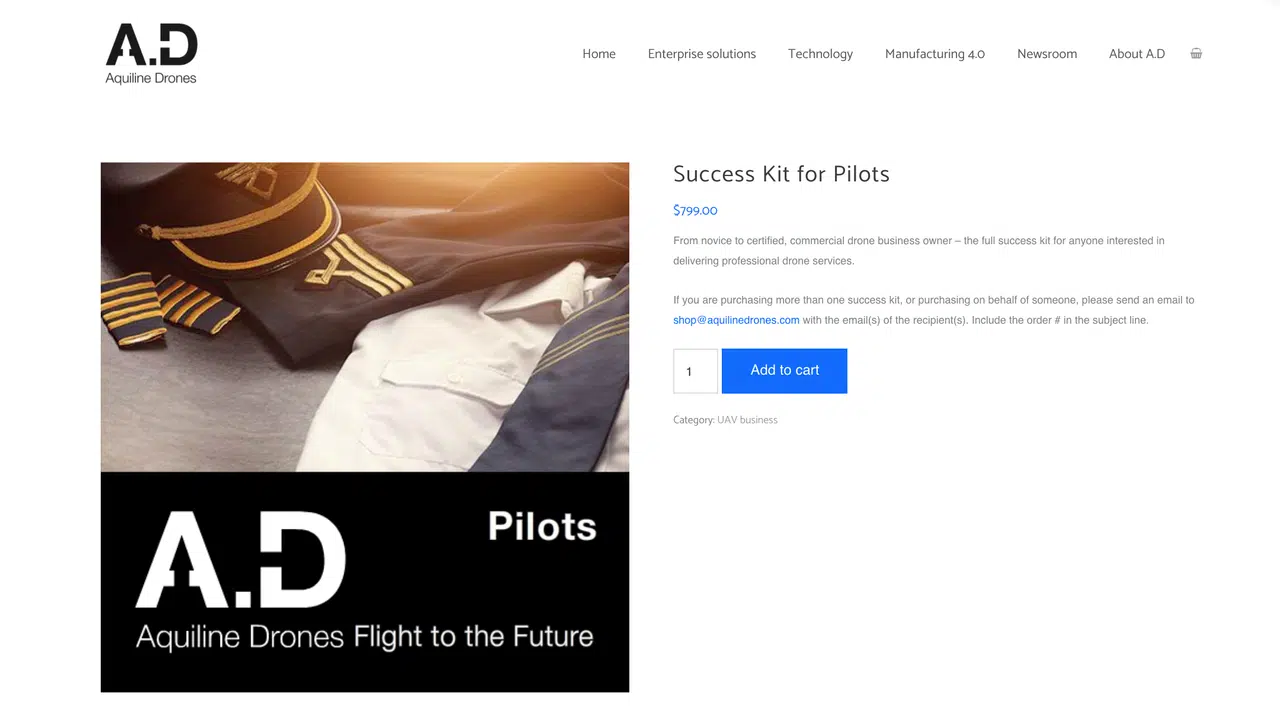 A.D
Aquiline Drones
Home
Enterprise solutions
Technology
Manufacturing 4.0
Newsroom
About A.D
Success Kit for Pilots
$799.00
From novice to certified, commercial drone business owner – the full success kit for anyone interested in
delivering professional drone services.
If you are purchasing more than one success kit, or purchasing on behalf of someone, please send an email to
shop@aquilinedrones.com with the email(s) of the recipient(s). Include the order # in the subject line.
1
Add to cart
Category: UAV business
Pilots
A.D
Aquiline Drones Flight to the Future